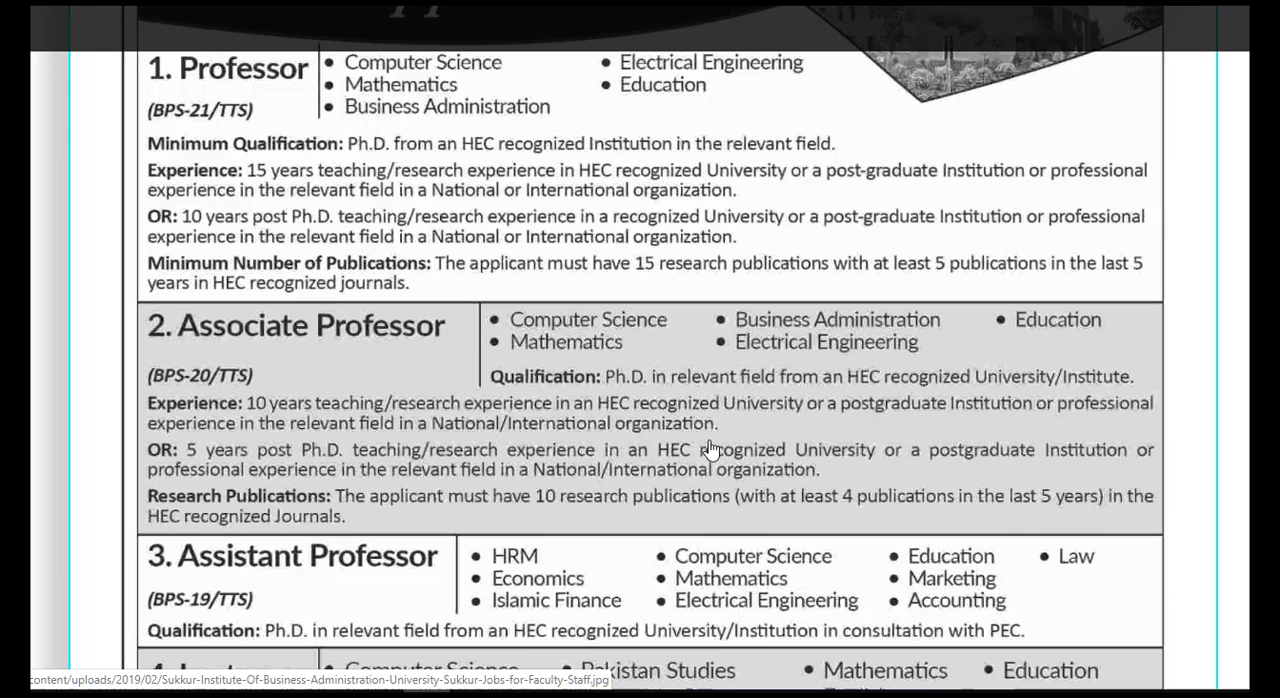 1. Professor
(BPS-21/TTS)
• Computer Science
• Mathematics
• Business Administration
• Electrical Engineering
• Education
Minimum Qualification: Ph.D. from an HEC recognized Institution in the relevant field.
Experience: 15 years teaching/research experience in HEC recognized University or a post-graduate Institution or professional
experience in the relevant field in a National or International organization.
OR: 10 years post Ph.D. teaching/research experience in a recognized University or a post-graduate Institution or professional
experience in the relevant field in a National or International organization.
Minimum Number of Publications: The applicant must have 15 research publications with at least 5 publications in the last 5
years in HEC recognized journals.
2. Associate Professor
(BPS-20/TTS)
• Computer Science
• Mathematics
• Business Administration
• Electrical Engineering
• Education
Qualification: Ph.D. in relevant field from an HEC recognized University/Institute.
Experience: 10 years teaching/research experience in an HEC recognized University or a postgraduate Institution or professional
experience in the relevant field in a National/International organization.
OR: 5 years post Ph.D. teaching/research experience in an HEC recognized University or a postgraduate Institution or
professional experience in the relevant field in a National/International organization.
Research Publications: The applicant must have 10 research publications (with at least 4 publications in the last 5 years) in the
HEC recognized Journals.
3. Assistant Professor
(BPS-19/TTS)
• HRM
• Economics
• Islamic Finance
• Computer Science
• Mathematics
• Electrical Engineering
• Education
• Marketing
• Accounting
• Law
Qualification: Ph.D. in relevant field from an HEC recognized University/Institution in consultation with PEC.
• Computer Science
• Pakistan Studies
• Mathematics
• Education
content/uploads/2019/02/Sukkur-Institute-Of-Business-Administration-University-Sukkur-Jobs-for-Faculty-Staff.jpg